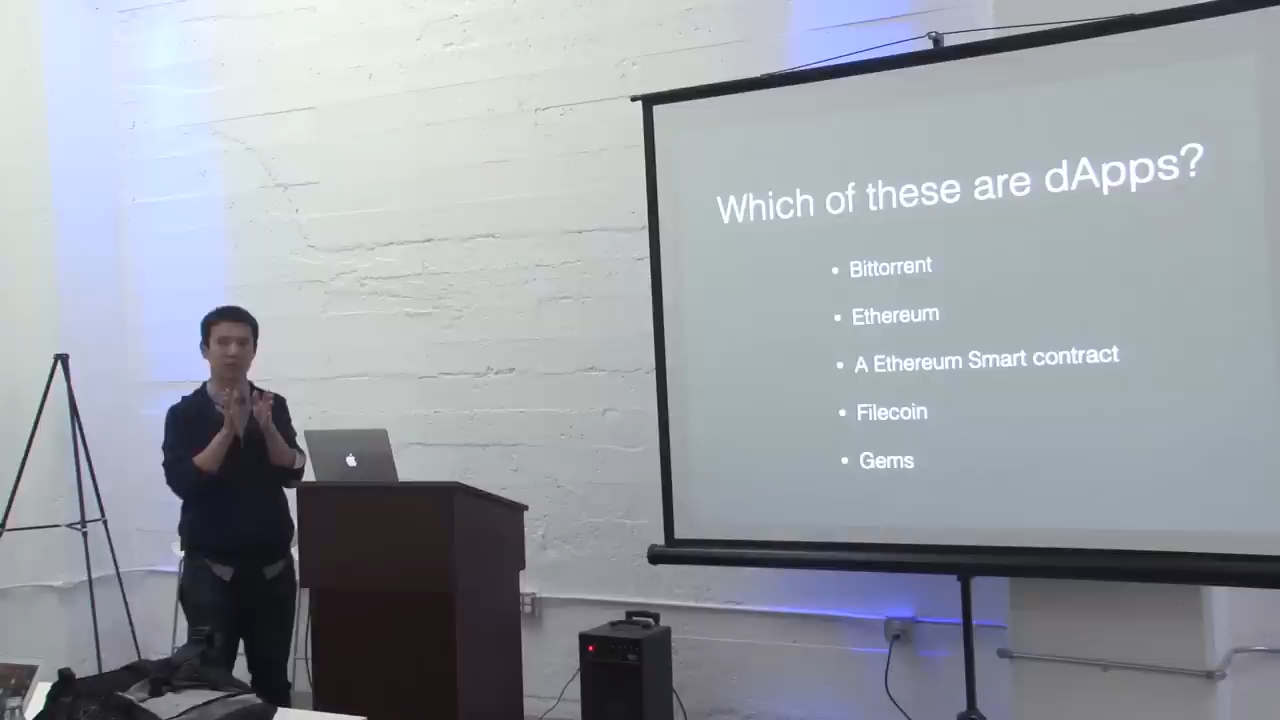 Which of these are dApps?
• Bittorrent
• Ethereum
• A Ethereum Smart contract
• Filecoin
• Gems